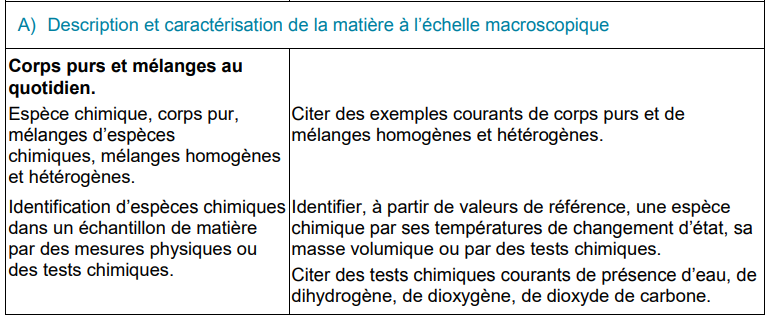 A) Description et caractérisation de la matière à l’échelle macroscopique
Corps purs et mélanges au
quotidien.
Espèce chimique, corps pur,
mélanges d’espèces
chimiques, mélanges homogènes
et hétérogènes.
Citer des exemples courants de corps purs et de
mélanges homogènes et hétérogènes.
Identification d’espèces chimiques
dans un échantillon de matière
par des mesures physiques ou
des tests chimiques.
Identifier, à partir de valeurs de référence, une espèce
chimique par ses températures de changement d’état, sa
masse volumique ou par des tests chimiques.
Citer des tests chimiques courants de présence d’eau, de
dihydrogène, de dioxygène, de dioxyde de carbone.